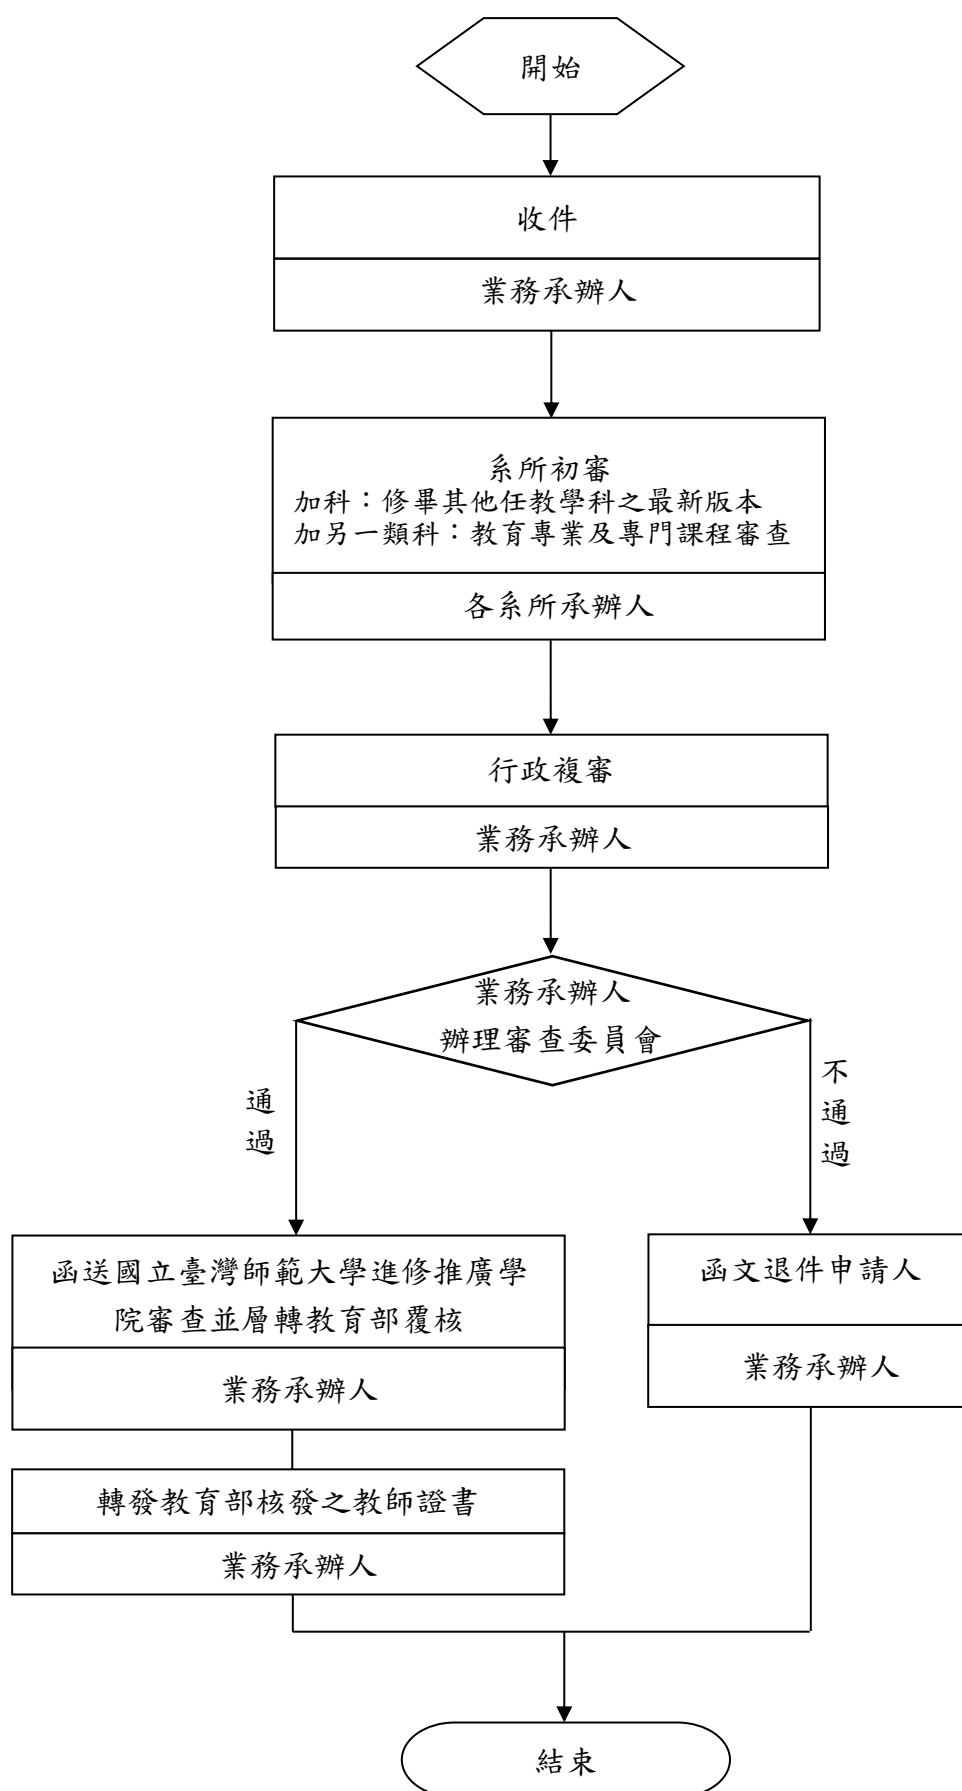 開始
收件
業務承辦人
系所初審
加科：修畢其他任教學科之最新版本
加另一類科：教育專業及專門課程審查
各系所承辦人
行政複審
業務承辦人
業務承辦人
辦理審查委員會
通
過
不
通
過
函送國立臺灣師範大學進修推廣學
院審查並層轉教育部覆核
業務承辦人
函文退件申請人
業務承辦人
轉發教育部核發之教師證書
業務承辦人
結束